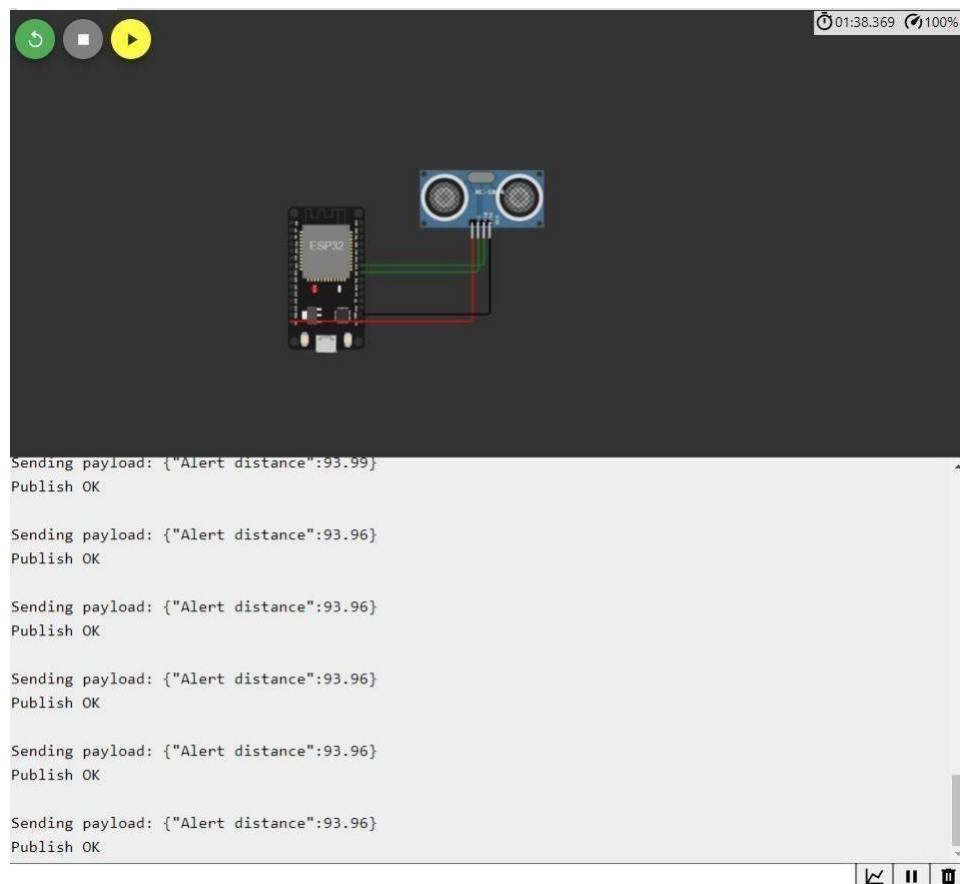 01:38.369 100%
ESP32
Sending payload: {"Alert distance":93.99}
Publish OK
Sending payload: {"Alert distance":93.96}
Publish OK
Sending payload: {"Alert distance":93.96}
Publish OK
Sending payload: {"Alert distance":93.96}
Publish OK
Sending payload: {"Alert distance":93.96}
Publish OK
Sending payload: {"Alert distance":93.96}
Publish OK